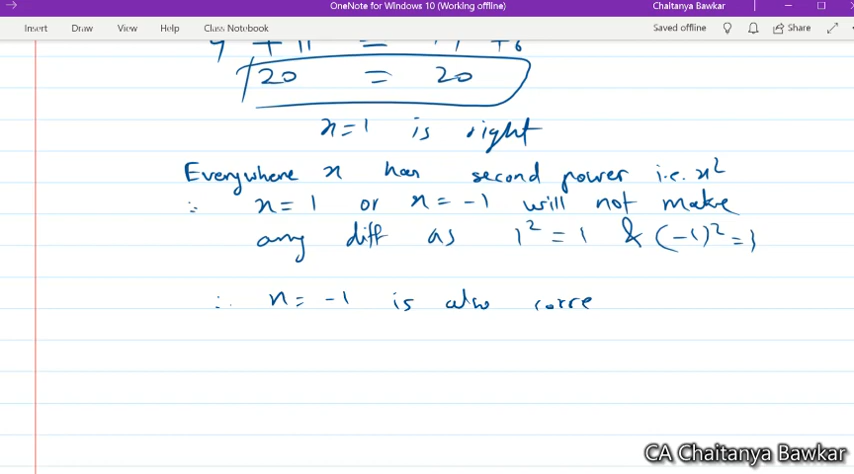 OneNote for Windows 10 (Working offline)
Chaitanya Bawkar
Insert Draw View Help Class Notebook
Saved offline Share
+ 11 =
20 = 20
x=1 is right
Everywhere x has second power i.e. x²
∴ x=1 or x=-1 will not make
any diff as 1² = 1 & (-1)² = 1
∴ x= -1 is also corre
CA Chaitanya Bawkar